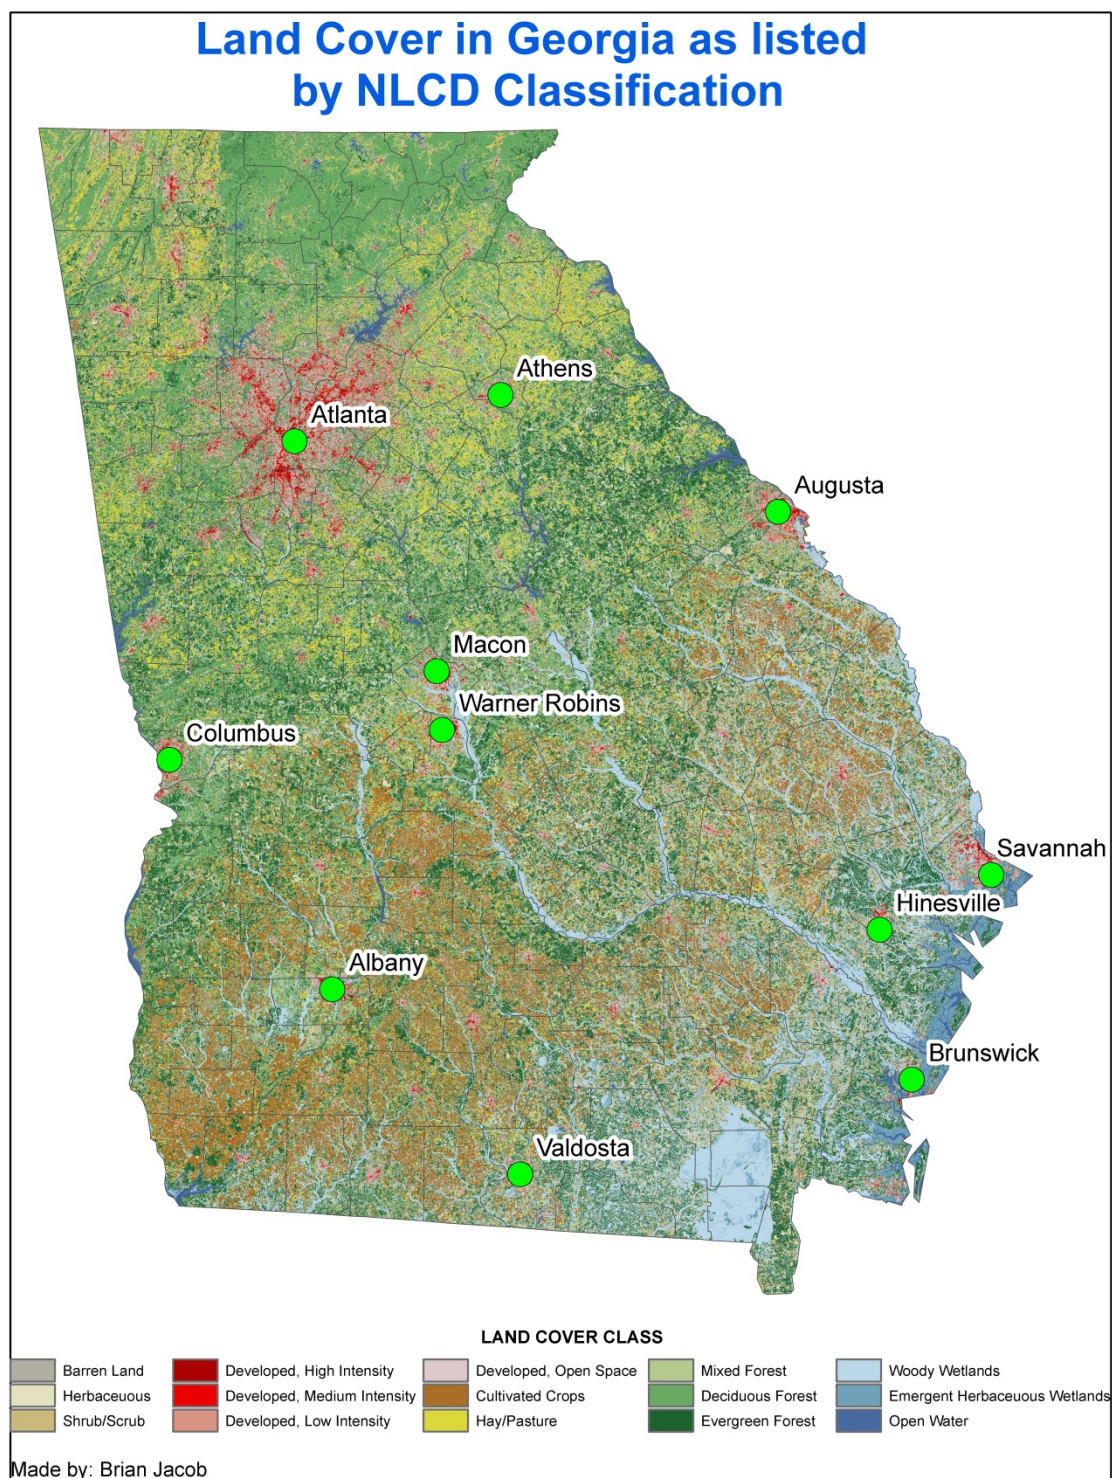 Land Cover in Georgia as listed
by NLCD Classification
Athens
Atlanta
Augusta
Macon
Warner Robins
Columbus
Savannah
Hinesville
Albany
Brunswick
Valdosta
LAND COVER CLASS
Barren Land
Herbaceuous
Shrub/Scrub
Developed, High Intensity
Developed, Medium Intensity
Developed, Low Intensity
Developed, Open Space
Cultivated Crops
Hay/Pasture
Mixed Forest
Deciduous Forest
Evergreen Forest
Woody Wetlands
Emergent Herbaceuous Wetlands
Open Water
Made by: Brian Jacob